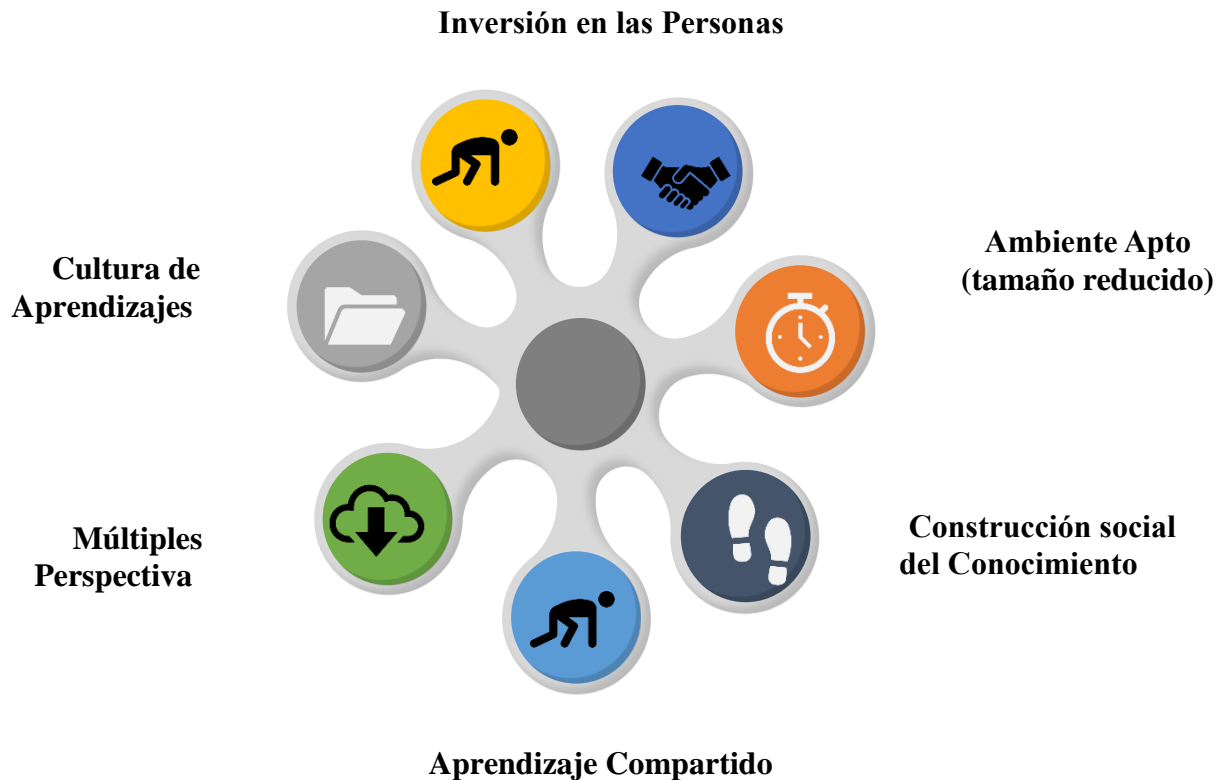 Inversión en las Personas
Ambiente Apto
(tamaño reducido)
Cultura de
Aprendizajes
Construcción social
del Conocimiento
Múltiples
Perspectiva
Aprendizaje Compartido